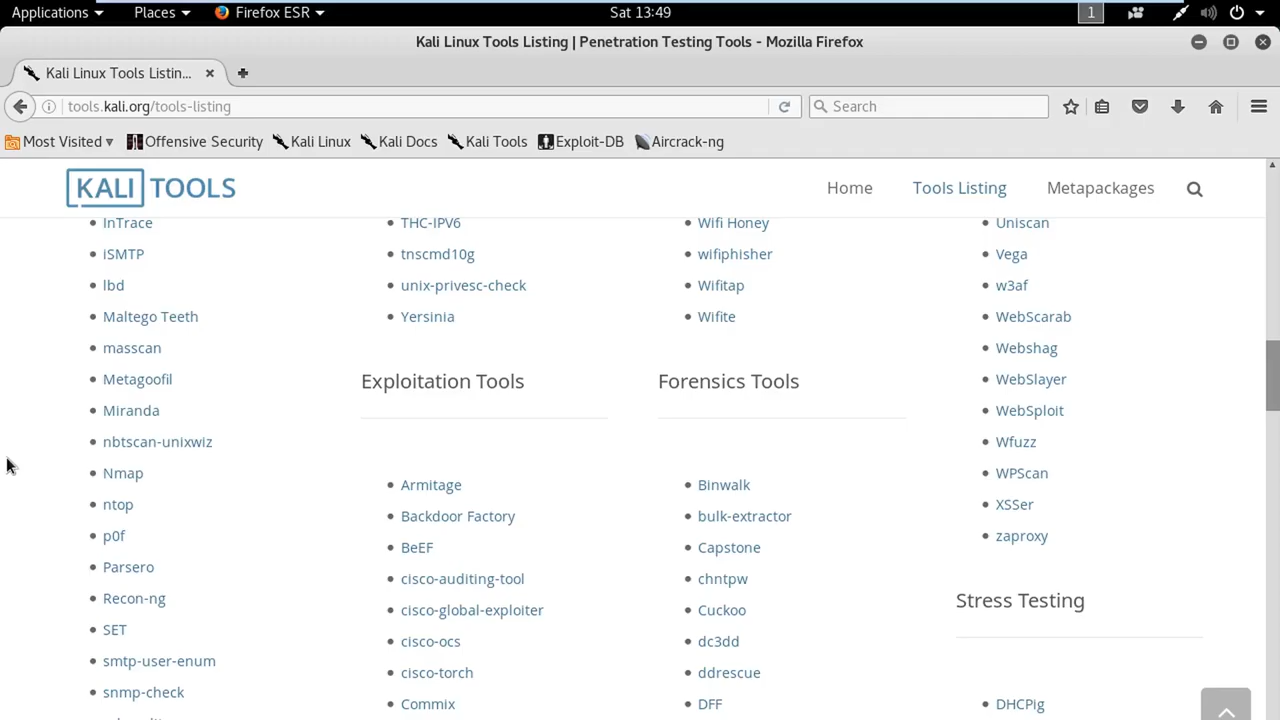 Applications Places Firefox ESR Sat 13:49 1
Kali Linux Tools Listing | Penetration Testing Tools - Mozilla Firefox
Kali Linux Tools Listin...
tools.kali.org/tools-listing Search
Most Visited Offensive Security Kali Linux Kali Docs Kali Tools Exploit-DB Aircrack-ng
KALI TOOLS Home Tools Listing Metapackages
InTrace
iSMTP
lbd
Maltego Teeth
masscan
Metagoofil
Miranda
nbtscan-unixwiz
Nmap
ntop
p0f
Parsero
Recon-ng
SET
smtp-user-enum
snmp-check
THC-IPV6
tnscmd10g
unix-privesc-check
Yersinia
Exploitation Tools
Armitage
Backdoor Factory
BeEF
cisco-auditing-tool
cisco-global-exploiter
cisco-ocs
cisco-torch
Commix
Wifi Honey
wifiphisher
Wifitap
Wifite
Forensics Tools
Binwalk
bulk-extractor
Capstone
chntpw
Cuckoo
dc3dd
ddrescue
DFF
Uniscan
Vega
w3af
WebScarab
Webshag
WebSlayer
WebSploit
Wfuzz
WPScan
XSSer
zaproxy
Stress Testing
DHCPig